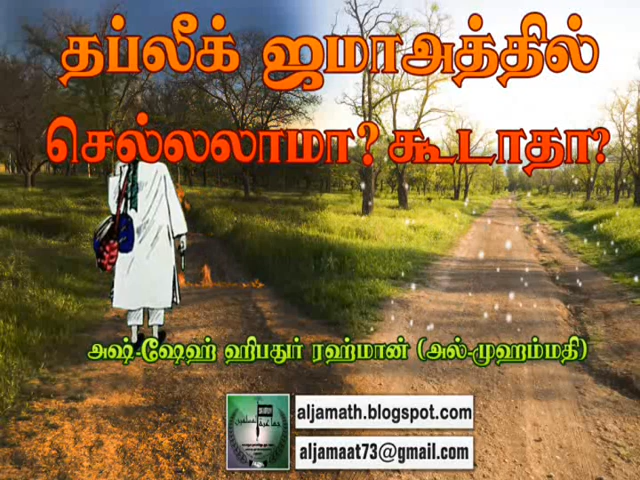 தப்லீக் ஜமாஅத்தில்
செல்லலாமா? கூடாதா?
அஷ்-ஷேஹ் ஹிபதுர் ரஹ்மான் (அல்-முஹம்மதி)
aljamath.blogspot.com
aljamaat73@gmail.com